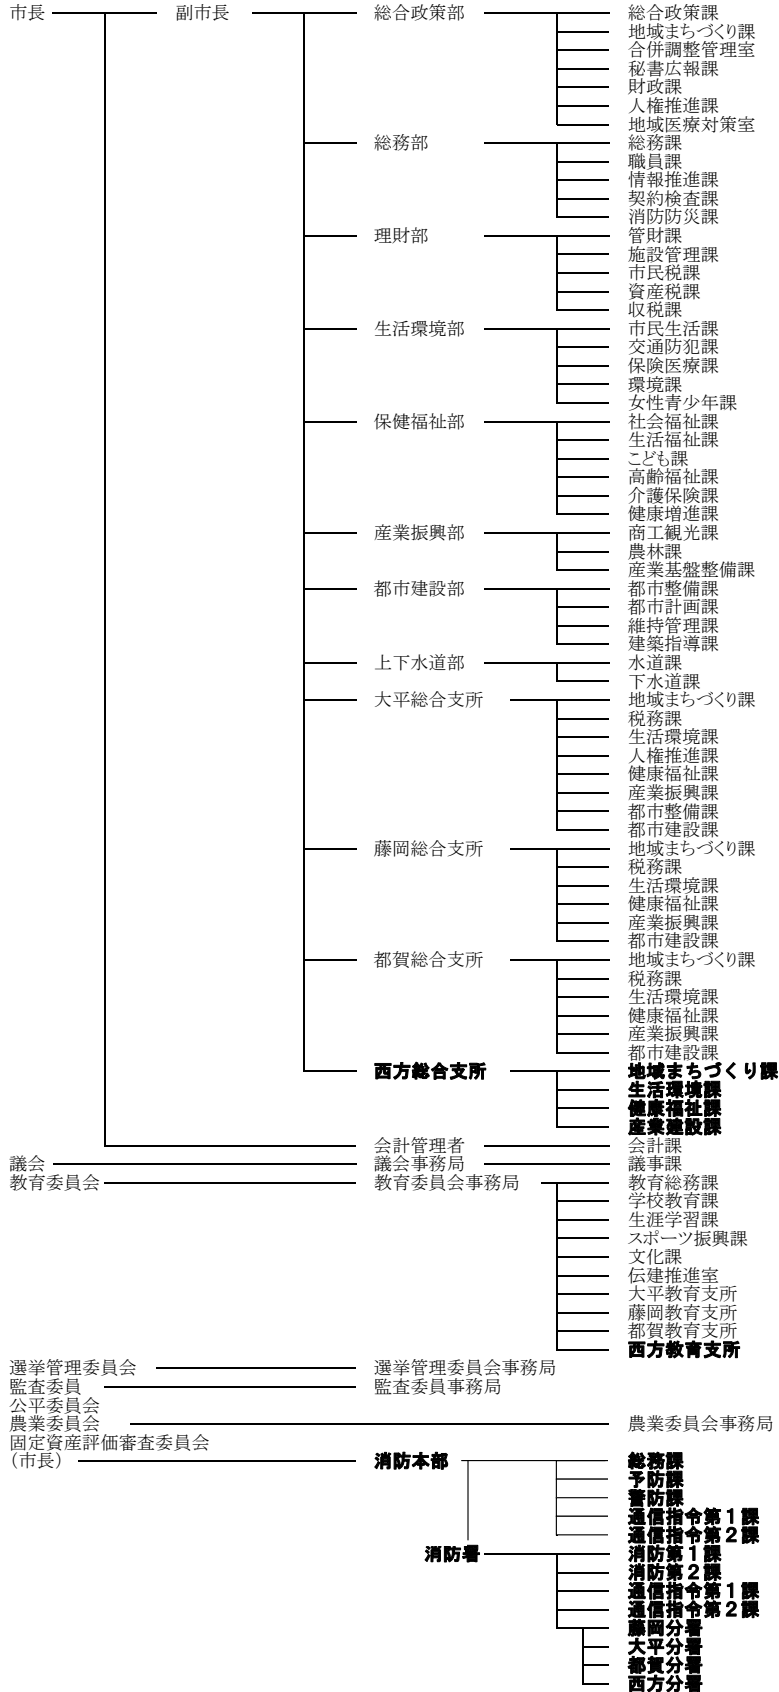 市長 副市長 総合政策部 総合政策課
地域まちづくり課
合併調整管理室
秘書広報課
財政課
人権推進課
地域医療対策室
総務部 総務課
職員課
情報推進課
契約検査課
消防防災課
理財部 管財課
施設管理課
市民税課
資産税課
収税課
生活環境部 市民生活課
交通防犯課
保険医療課
環境課
女性青少年課
保健福祉部 社会福祉課
生活福祉課
こども課
高齢福祉課
介護保険課
健康増進課
産業振興部 商工観光課
農林課
産業基盤整備課
都市建設部 都市整備課
都市計画課
維持管理課
建築指導課
上下水道部 水道課
下水道課
大平総合支所 地域まちづくり課
税務課
生活環境課
人権推進課
健康福祉課
産業振興課
都市整備課
都市建設課
藤岡総合支所 地域まちづくり課
税務課
生活環境課
健康福祉課
産業振興課
都市建設課
都賀総合支所 地域まちづくり課
税務課
生活環境課
健康福祉課
産業振興課
都市建設課
西方総合支所 地域まちづくり課
生活環境課
健康福祉課
産業建設課
会計管理者 会計課
議会 議会事務局 議事課
教育委員会 教育委員会事務局 教育総務課
学校教育課
生涯学習課
スポーツ振興課
文化課
伝建推進室
大平教育支所
藤岡教育支所
都賀教育支所
西方教育支所
選挙管理委員会 選挙管理委員会事務局
監査委員 監査委員事務局
公平委員会
農業委員会 農業委員会事務局
固定資産評価審査委員会
(市長) 消防本部 総務課
予防課
警防課
通信指令第1課
通信指令第2課
消防署 消防第1課
消防第2課
通信指令第1課
通信指令第2課
藤岡分署
大平分署
都賀分署
西方分署